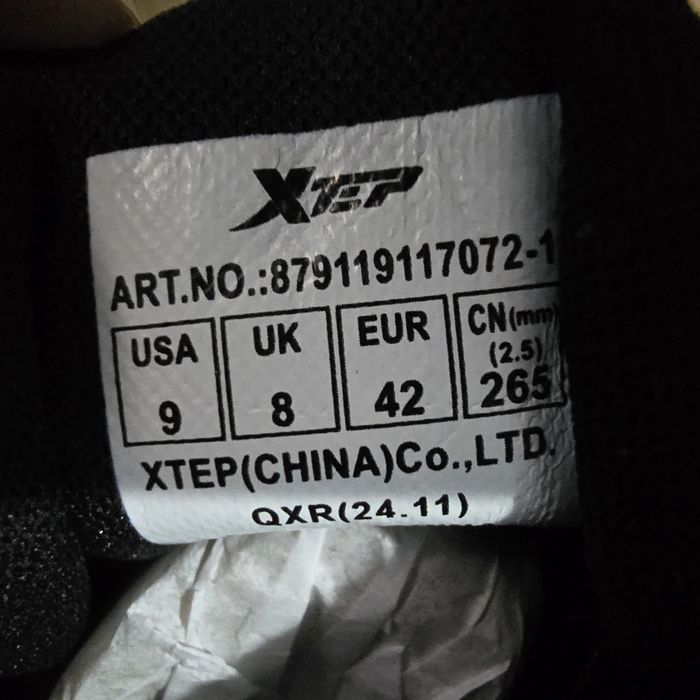 XTEP
ART.NO.:879119117072-1
USA UK EUR CN(mm)
(2.5)
9 8 42 265
XTEP(CHINA)Co.,LTD.
QXR(24.11)